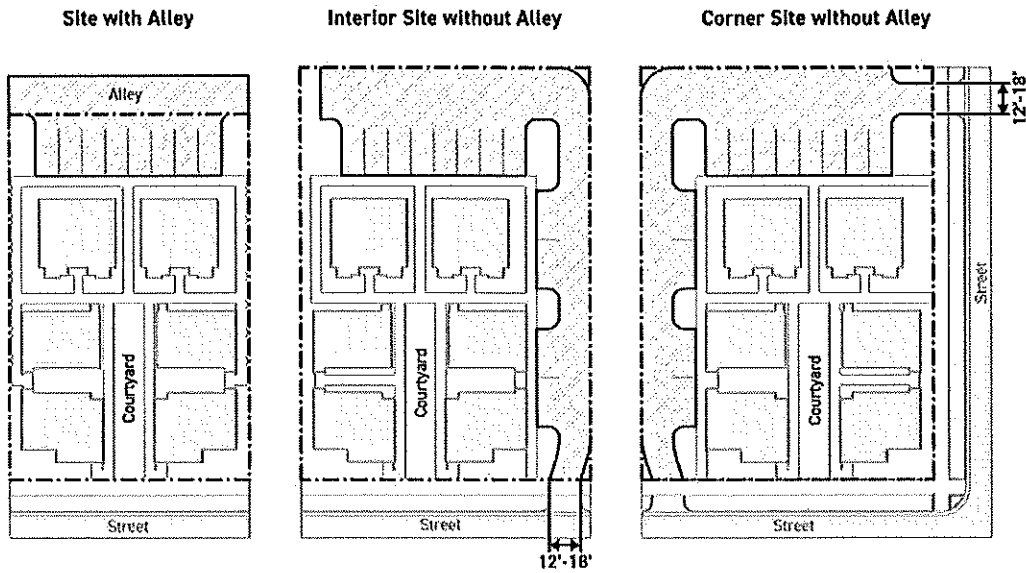 Site with Alley
Interior Site without Alley
Corner Site without Alley
Alley
12'-18'
Street
Courtyard
Courtyard
Courtyard
Street
Street
Street
12'-18'